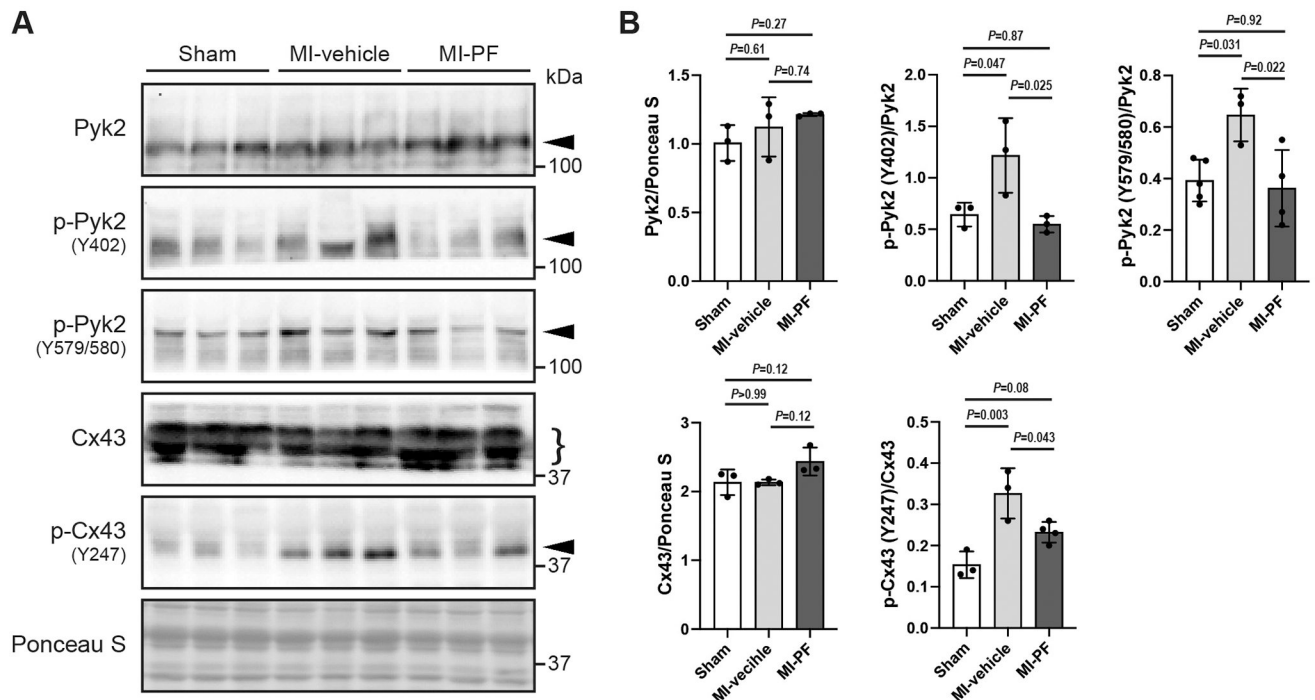 A
Sham MI-vehicle MI-PF
kDa
Pyk2
100
p-Pyk2
(Y402)
100
p-Pyk2
(Y579/580)
100
Cx43
}
37
p-Cx43
(Y247)
37
Ponceau S
37
B
P=0.27
P=0.61
P=0.74
Pyk2/Ponceau S
1.5
1.0
0.5
0.0
Sham
MI-vehicle
MI-PF
P=0.87
P=0.047
P=0.025
p-Pyk2 (Y402)/Pyk2
2.0
1.5
1.0
0.5
0.0
Sham
MI-vehicle
MI-PF
P=0.92
P=0.031
P=0.022
p-Pyk2 (Y579/580)/Pyk2
0.8
0.6
0.4
0.2
0.0
Sham
MI-vehicle
MI-PF
P=0.12
P>0.99
P=0.12
Cx43/Ponceau S
3
2
1
0
Sham
MI-vecihle
MI-PF
P=0.08
P=0.003
P=0.043
p-Cx43 (Y247)/Cx43
0.5
0.4
0.3
0.2
0.1
0.0
Sham
MI-vehicle
MI-PF